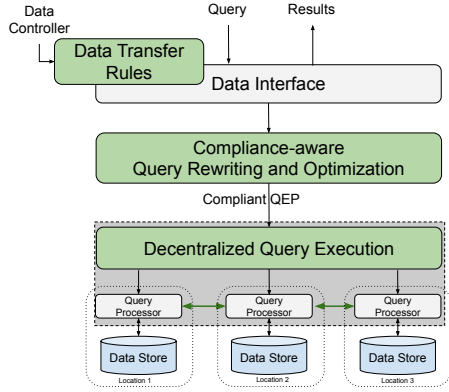 Data
Controller
Query
Results
Data Transfer
Rules
Data Interface
Compliance-aware
Query Rewriting and Optimization
Compliant QEP
Decentralized Query Execution
Query
Processor
Query
Processor
Query
Processor
Data Store
Data Store
Data Store
Location 1
Location 2
Location 3